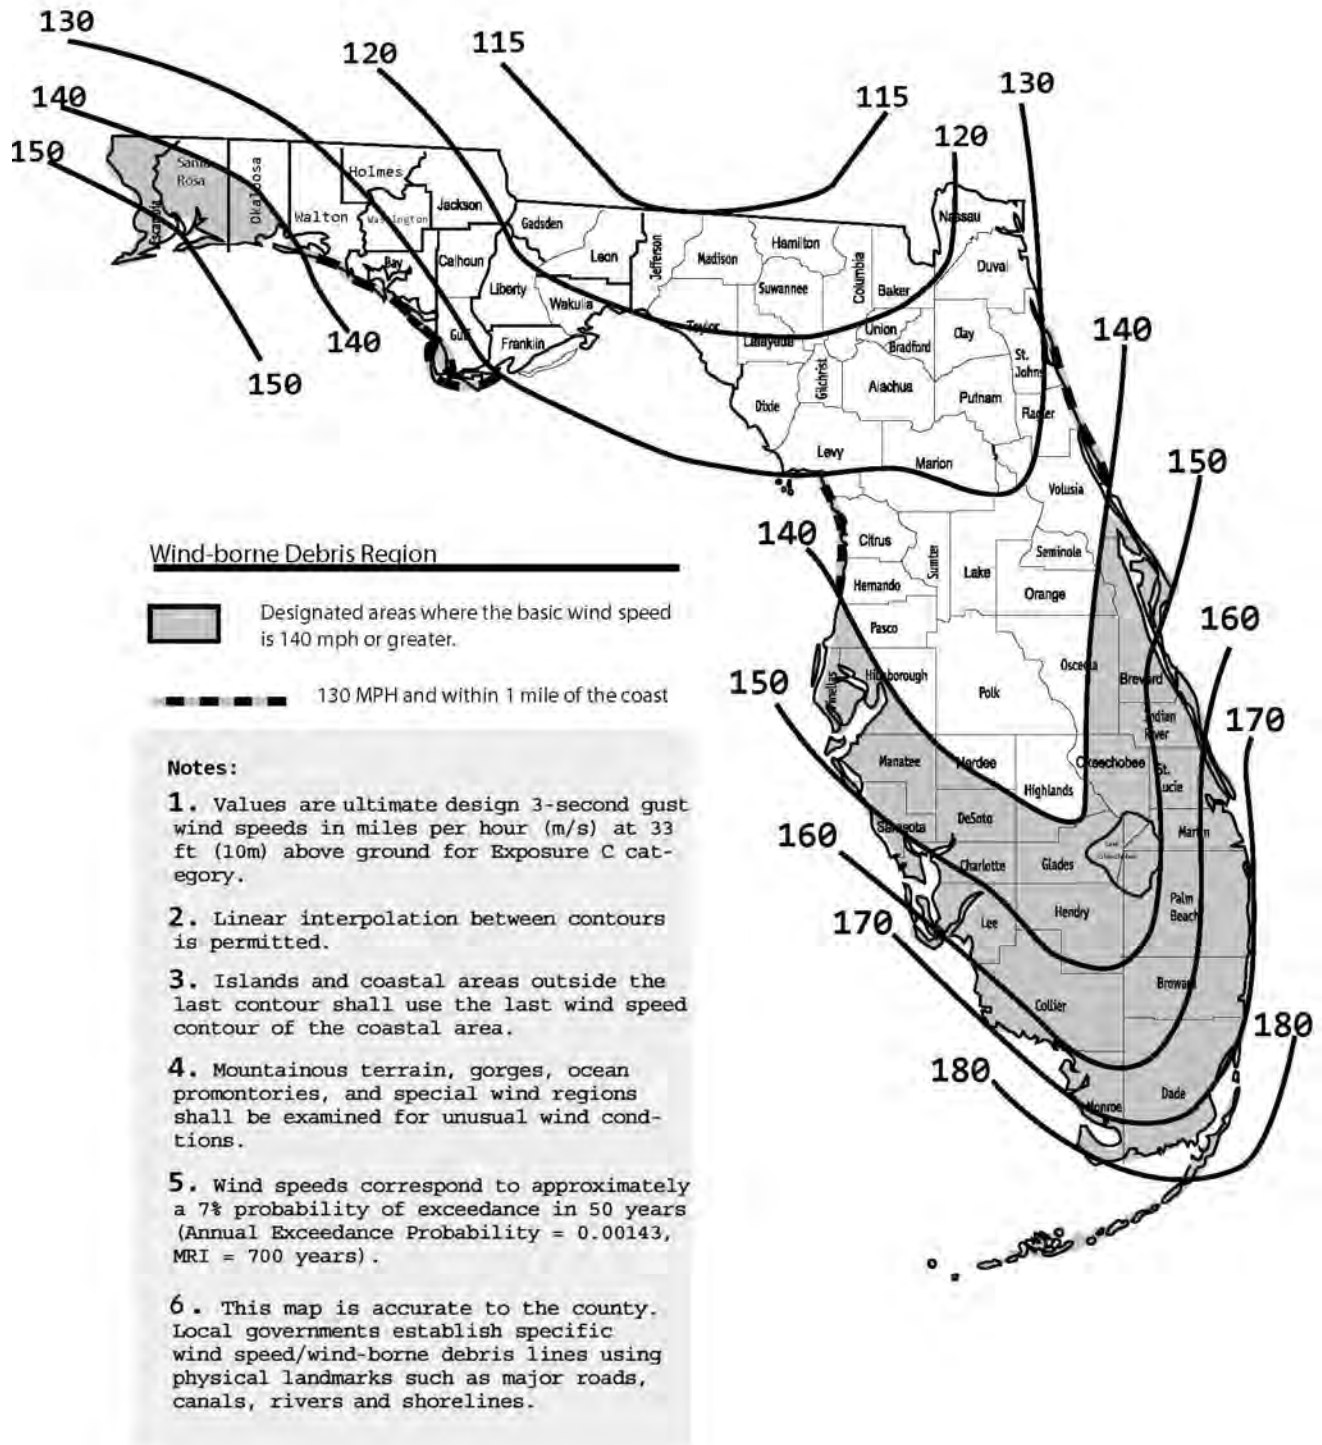 130
115
120
115
130
140
120
150
Santa
Rosa
Okaloosa
Escambia
Walton
Holmes
Washington
Jackson
Bay
Calhoun
Gulf
Liberty
Gadsden
Leon
Wakulla
Franklin
Jefferson
Madison
Taylor
Hamilton
Suwannee
Lafayette
Columbia
Baker
Nassau
Duval
Union
Bradford
Clay
St.
Johns
Gilchrist
Alachua
Dixie
Putnam
Flagler
Levy
Marion
Volusia
140
150
140
150
140
Citrus
Sumter
Lake
Seminole
Hernando
Orange
Pasco
Osceola
Brevard
160
Hillsborough
Pinellas
Polk
150
Indian
River
170
Manatee
Hardee
Highlands
Okeechobee
St.
Lucie
DeSoto
Sarasota
Martin
160
Charlotte
Glades
Lake
Okeechobee
Lee
Hendry
Palm
Beach
170
Collier
Broward
180
180
Monroe
Dade
Wind-borne Debris Region
Designated areas where the basic wind speed
is 140 mph or greater.
130 MPH and within 1 mile of the coast
Notes:
1. Values are ultimate design 3-second gust
wind speeds in miles per hour (m/s) at 33
ft (10m) above ground for Exposure C cat-
egory.
2. Linear interpolation between contours
is permitted.
3. Islands and coastal areas outside the
last contour shall use the last wind speed
contour of the coastal area.
4. Mountainous terrain, gorges, ocean
promontories, and special wind regions
shall be examined for unusual wind cond-
tions.
5. Wind speeds correspond to approximately
a 7% probability of exceedance in 50 years
(Annual Exceedance Probability = 0.00143,
MRI = 700 years).
6. This map is accurate to the county.
Local governments establish specific
wind speed/wind-borne debris lines using
physical landmarks such as major roads,
canals, rivers and shorelines.